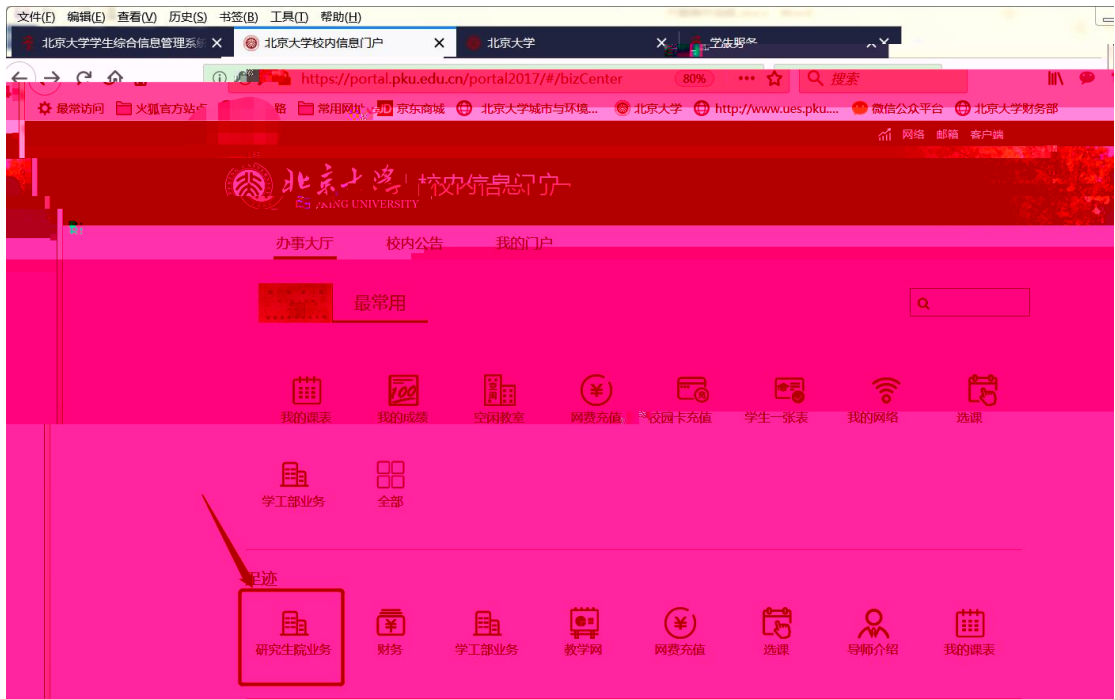 文件(F) 编辑(E) 查看(V) 历史(S) 书签(B) 工具(T) 帮助(H)
北京大学学生综合信息管理系统 北京大学校内信息门户 北京大学
https://portal.pku.edu.cn/portal2017/#/bizCenter 80% 搜索
最常访问 火狐官方站点 常用网址 JD 京东商城 北京大学城市与环境... 北京大学 http://www.ues.pku.... 微信公众平台 北京大学财务部
网络 邮箱 客户端
北京大学 校内信息门户
UNIVERSITY
办事大厅 校内公告 我的门户
最常用
我的课表 我的成绩 空闲教室 网费充值 校园卡充值 学生一张表 我的网络 选课
学工部业务 全部
足迹
研究生院业务 财务 学工部业务 教学网 网费充值 选课 导师介绍 我的课表